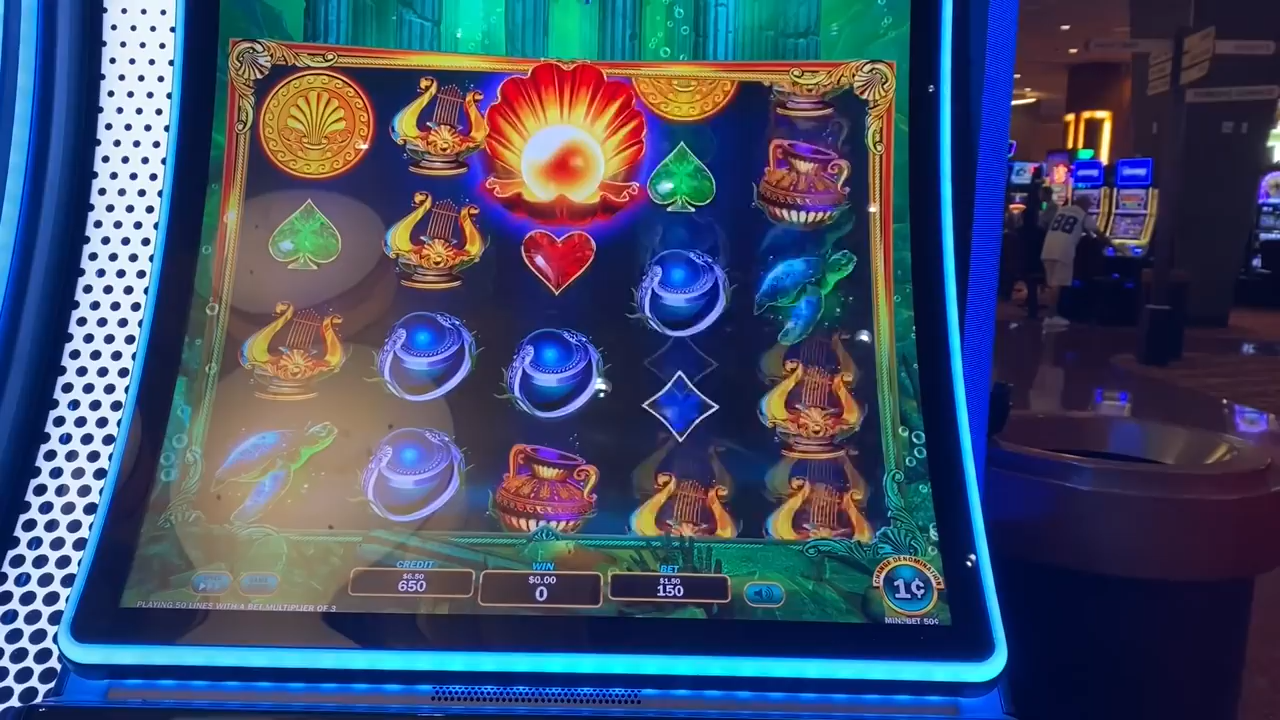 CREDIT
$6.50
650
WIN
$0.00
0
BET
$1.50
150
CHANGE DENOMINATION
1¢
MIN. BET 50¢
PLAYING 50 LINES WITH A BET MULTIPLIER OF 3
88